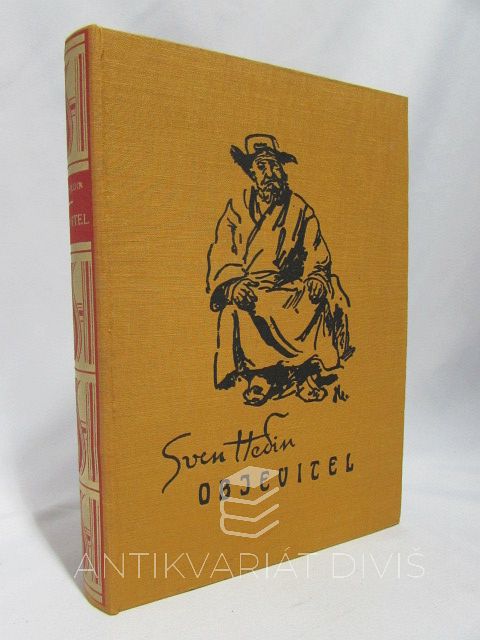 Sven Hedin
OBJEVITEL
ANTIKVARIÁT DIVIŠ